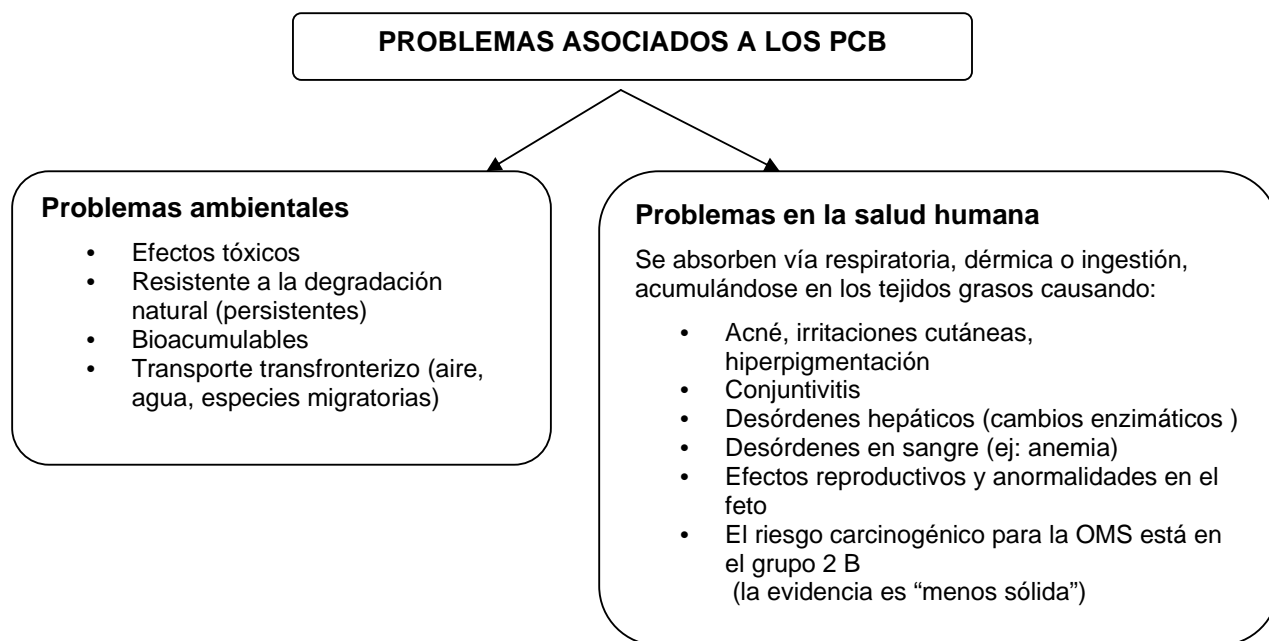 PROBLEMAS ASOCIADOS A LOS PCB
Problemas ambientales
• Efectos tóxicos
• Resistente a la degradación
natural (persistentes)
• Bioacumulables
• Transporte transfronterizo (aire,
agua, especies migratorias)
Problemas en la salud humana
Se absorben vía respiratoria, dérmica o ingestión,
acumulándose en los tejidos grasos causando:
• Acné, irritaciones cutáneas,
hiperpigmentación
• Conjuntivitis
• Desórdenes hepáticos (cambios enzimáticos )
• Desórdenes en sangre (ej: anemia)
• Efectos reproductivos y anormalidades en el
feto
• El riesgo carcinogénico para la OMS está en
el grupo 2 B
(la evidencia es “menos sólida”)